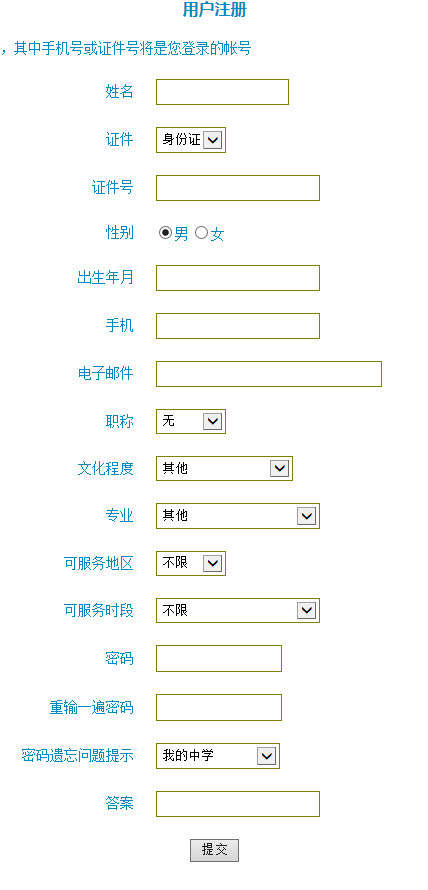 用户注册
，其中手机号或证件号将是您登录的帐号
姓名
证件 身份证
证件号
性别 男 女
出生年月
手机
电子邮件
职称 无
文化程度 其他
专业 其他
可服务地区 不限
可服务时段 不限
密码
重输一遍密码
密码遗忘问题提示 我的中学
答案
提交